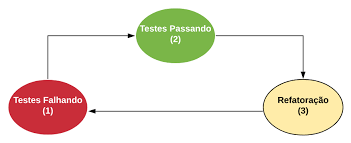 Testes Passando
(2)
Testes Falhando
(1)
Refatoração
(3)